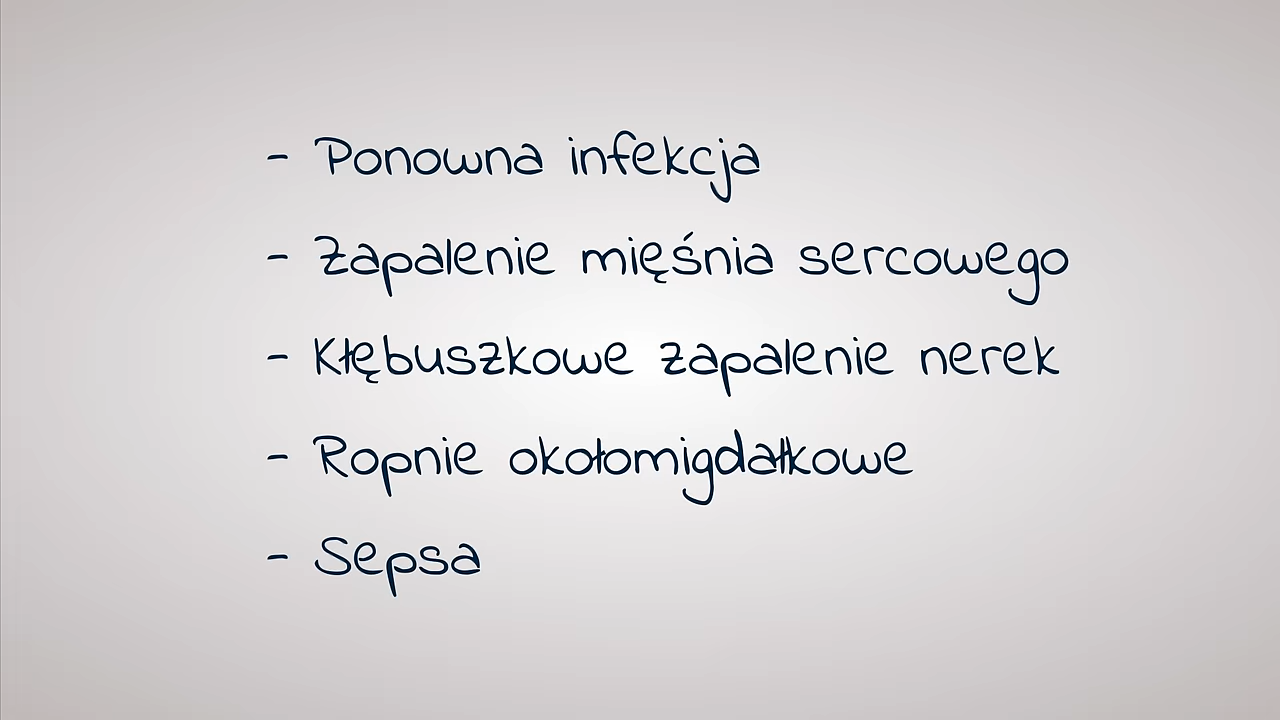 - Ponowna infekcja
- Zapalenie mięśnia sercowego
- Kłębuszkowe zapalenie nerek
- Ropnie okołomigdałkowe
- Sepsa